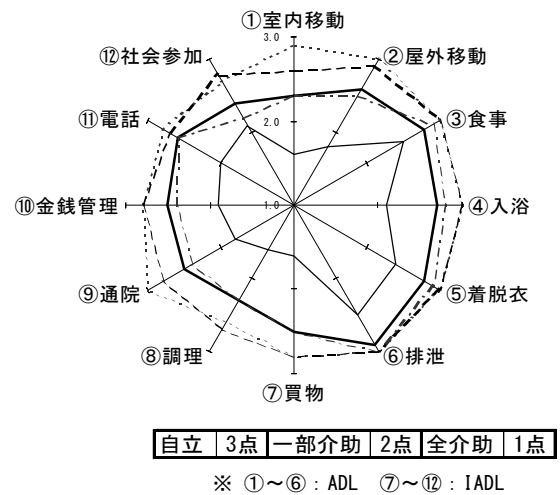 ①室内移動
3.0
⑫社会参加
②屋外移動
⑪電話
2.0
③食事
⑩金銭管理
1.0
④入浴
⑨通院
⑤着脱衣
⑧調理
⑥排泄
⑦買物
自立 3点 一部介助 2点 全介助 1点
※ ①～⑥：ADL ⑦～⑫：IADL